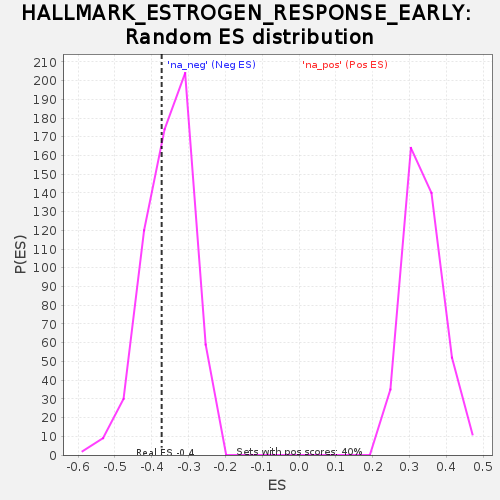 HALLMARK_ESTROGEN_RESPONSE_EARLY:
Random ES distribution
'na_neg' (Neg ES)
'na_pos' (Pos ES)
210
200
190
180
170
160
150
140
130
120
110
100
90
80
70
60
50
40
30
20
10
0
P(ES)
Real ES -0.4
Sets with pos scores: 40%
-0.6 -0.5 -0.4 -0.3 -0.2 -0.1 0.0 0.1 0.2 0.3 0.4 0.5
ES